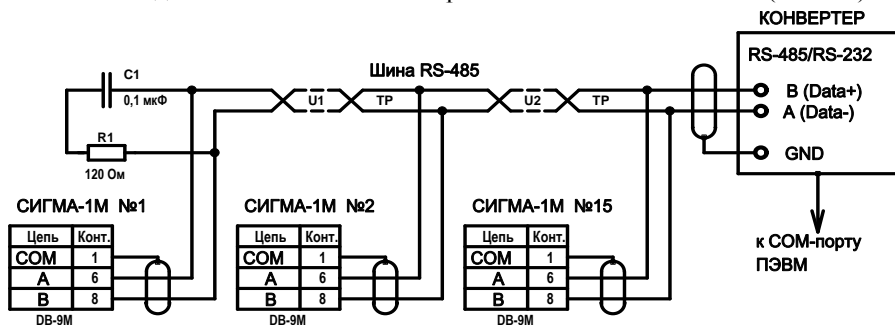 КОНВЕРТЕР
RS-485/RS-232
B (Data+)
A (Data-)
GND
к COM-порту
ПЭВМ
Шина RS-485
C1
0,1 мкФ
U1
TP
U2
TP
R1
120 Ом
СИГМА-1М №1
Цепь Конт.
COM 1
A 6
B 8
DB-9M
СИГМА-1М №2
Цепь Конт.
COM 1
A 6
B 8
DB-9M
СИГМА-1М №15
Цепь Конт.
COM 1
A 6
B 8
DB-9M